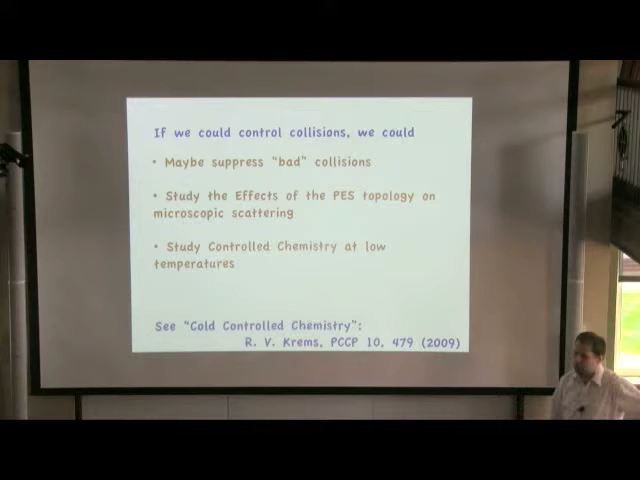 If we could control collisions, we could
• Maybe suppress "bad" collisions
• Study the Effects of the PES topology on
microscopic scattering
• Study Controlled Chemistry at low
temperatures
See "Cold Controlled Chemistry":
R. V. Krems, PCCP 10, 479 (2009)